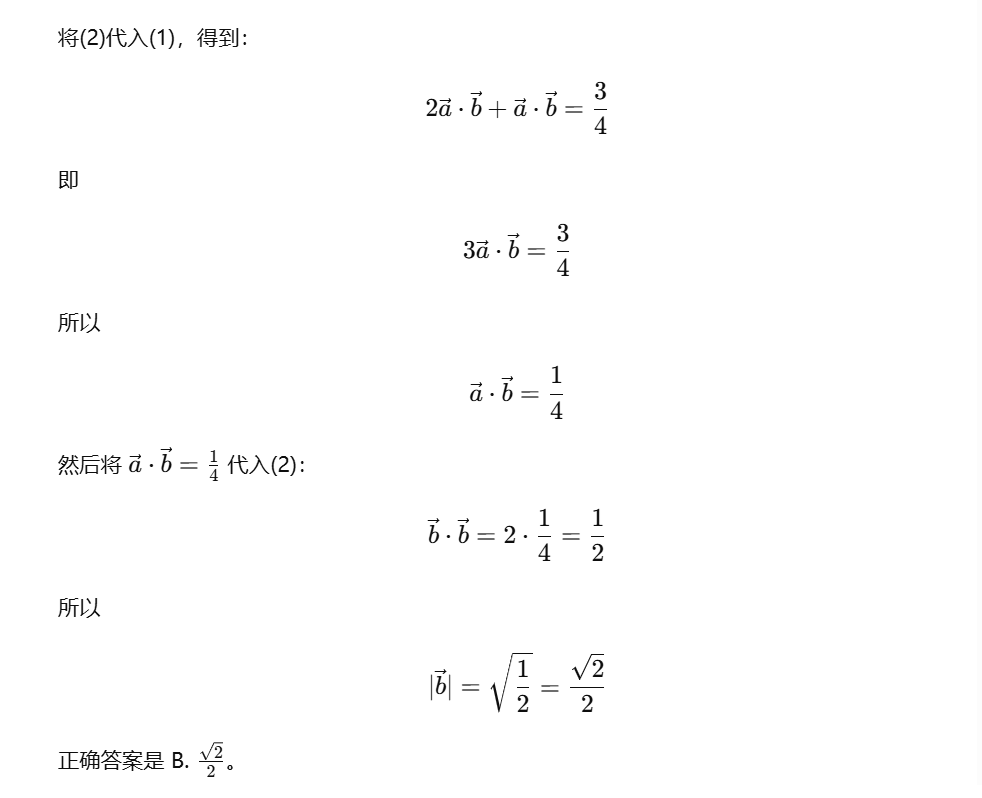 将(2)代入(1)，得到：
$$2\vec{a} \cdot \vec{b} + \vec{a} \cdot \vec{b} = \frac{3}{4}$$
即
$$3\vec{a} \cdot \vec{b} = \frac{3}{4}$$
所以
$$\vec{a} \cdot \vec{b} = \frac{1}{4}$$
然后将 $\vec{a} \cdot \vec{b} = \frac{1}{4}$ 代入(2)：
$$\vec{b} \cdot \vec{b} = 2 \cdot \frac{1}{4} = \frac{1}{2}$$
所以
$$|\vec{b}| = \sqrt{\frac{1}{2}} = \frac{\sqrt{2}}{2}$$
正确答案是 B. $\frac{\sqrt{2}}{2}$。